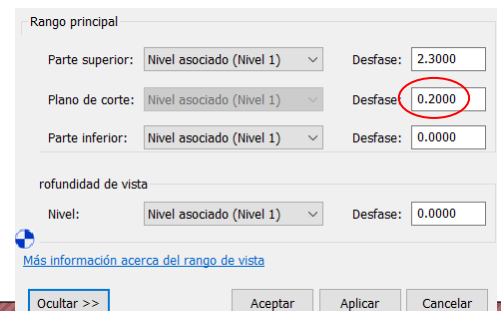 Rango principal
Parte superior: Nivel asociado (Nivel 1) Desfase: 2.3000
Plano de corte: Nivel asociado (Nivel 1) Desfase: 0.2000
Parte inferior: Nivel asociado (Nivel 1) Desfase: 0.0000
rofundidad de vista
Nivel: Nivel asociado (Nivel 1) Desfase: 0.0000
Más información acerca del rango de vista
Ocultar >> Aceptar Aplicar Cancelar